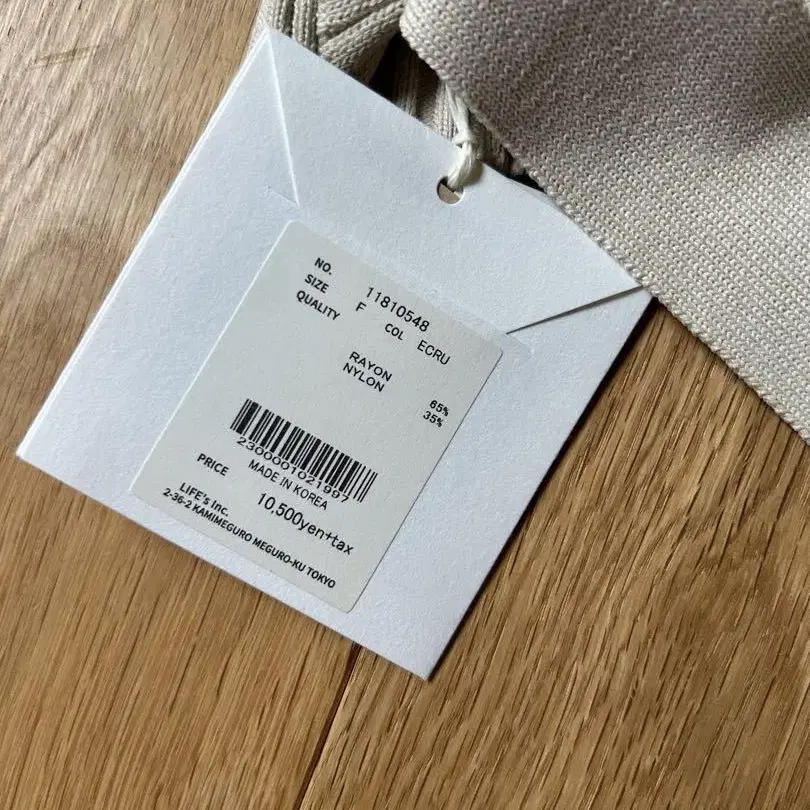 NO. 11810548
SIZE F COL ECRU
QUALITY
RAYON 65%
NYLON 35%
2300001021997
MADE IN KOREA
PRICE 10,500yen+tax
LIFE's Inc.
2-36-2 KAMIMEGURO MEGURO-KU TOKYO